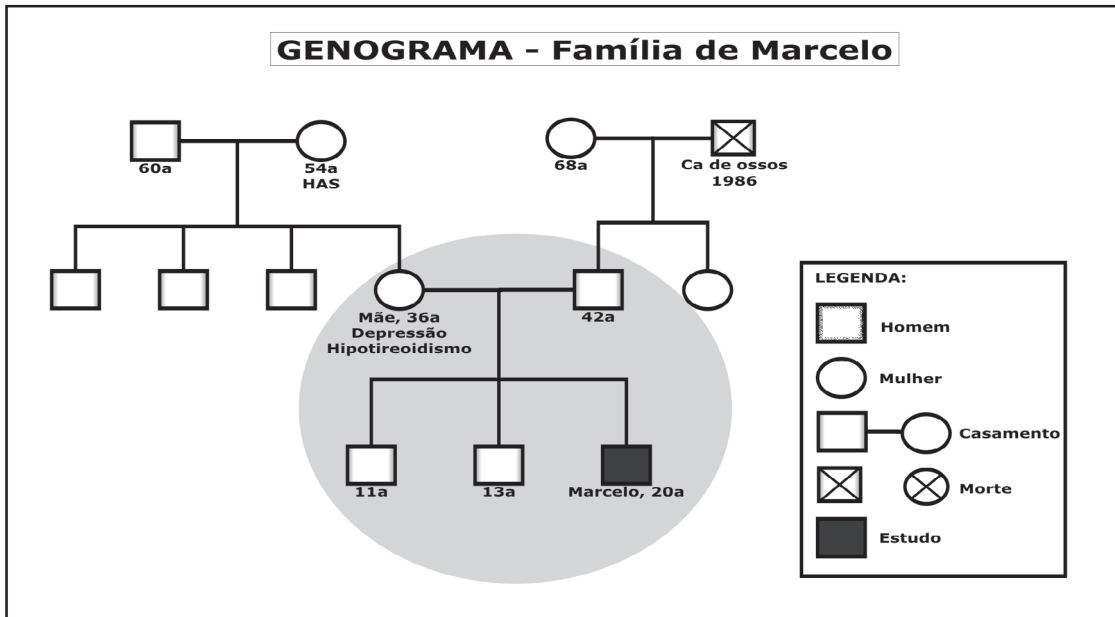 GENOGRAMA - Família de Marcelo
60a
54a
HAS
68a
Ca de ossos
1986
Mãe, 36a
Depressão
Hipotireoidismo
42a
11a
13a
Marcelo, 20a
LEGENDA:
Homem
Mulher
Casamento
Morte
Estudo